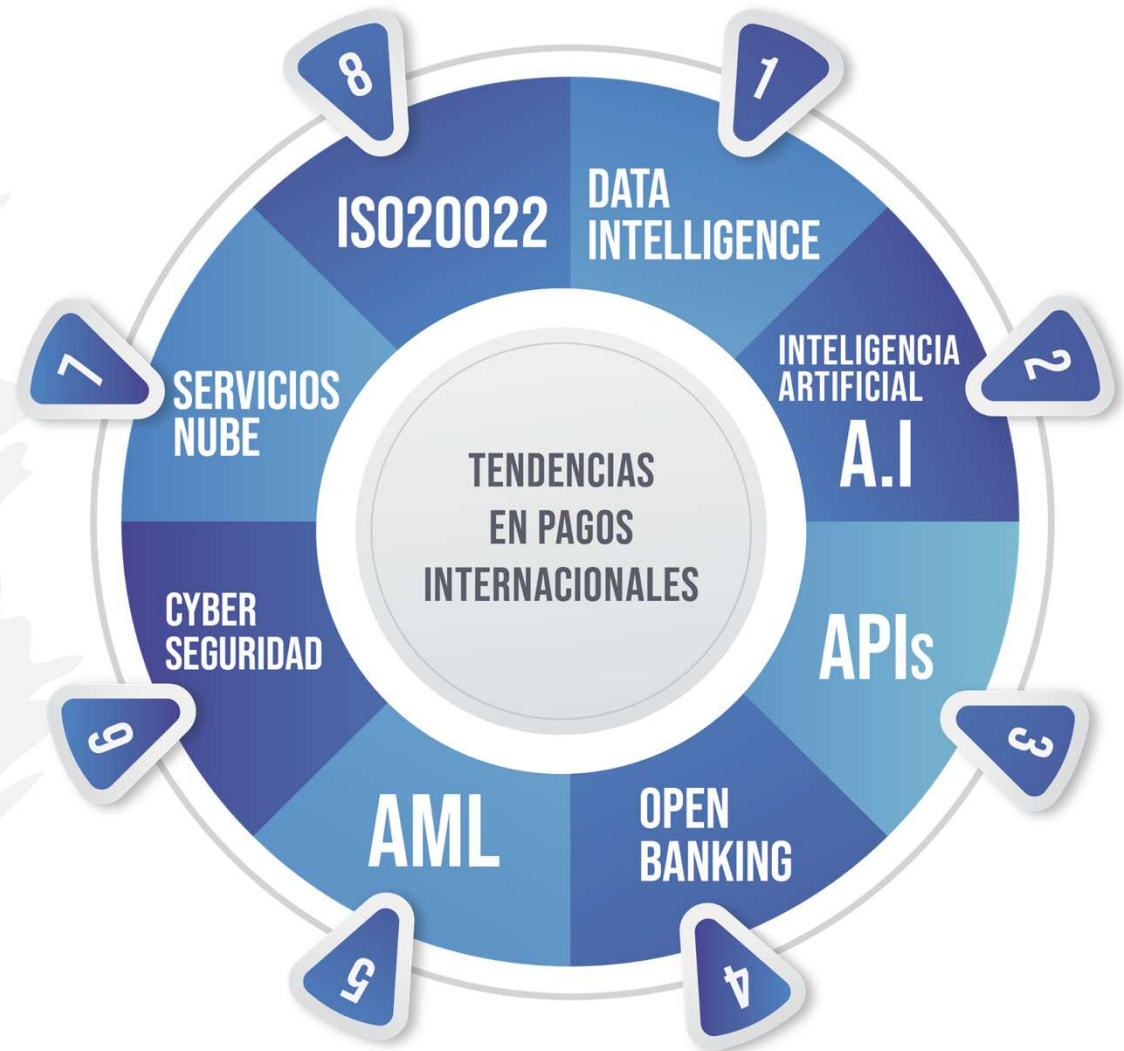 TENDENCIAS
EN PAGOS
INTERNACIONALES
1
DATA
INTELLIGENCE
2
INTELIGENCIA
ARTIFICIAL
A.I
3
APIs
4
OPEN
BANKING
5
AML
6
CYBER
SEGURIDAD
7
SERVICIOS
NUBE
8
ISO20022